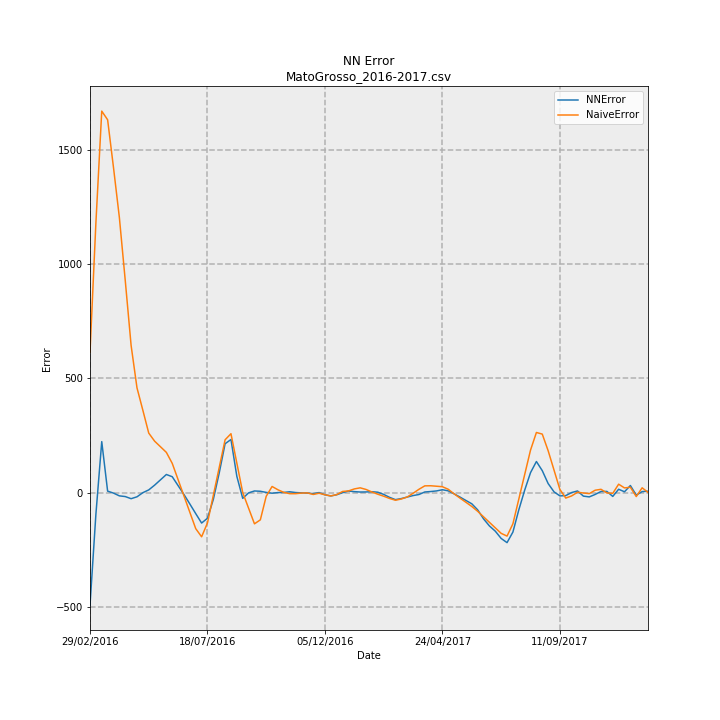 NN Error
MatoGrosso_2016-2017.csv
NNError
NaiveError
1500
1000
500
0
−500
Error
29/02/2016
18/07/2016
05/12/2016
24/04/2017
11/09/2017
Date